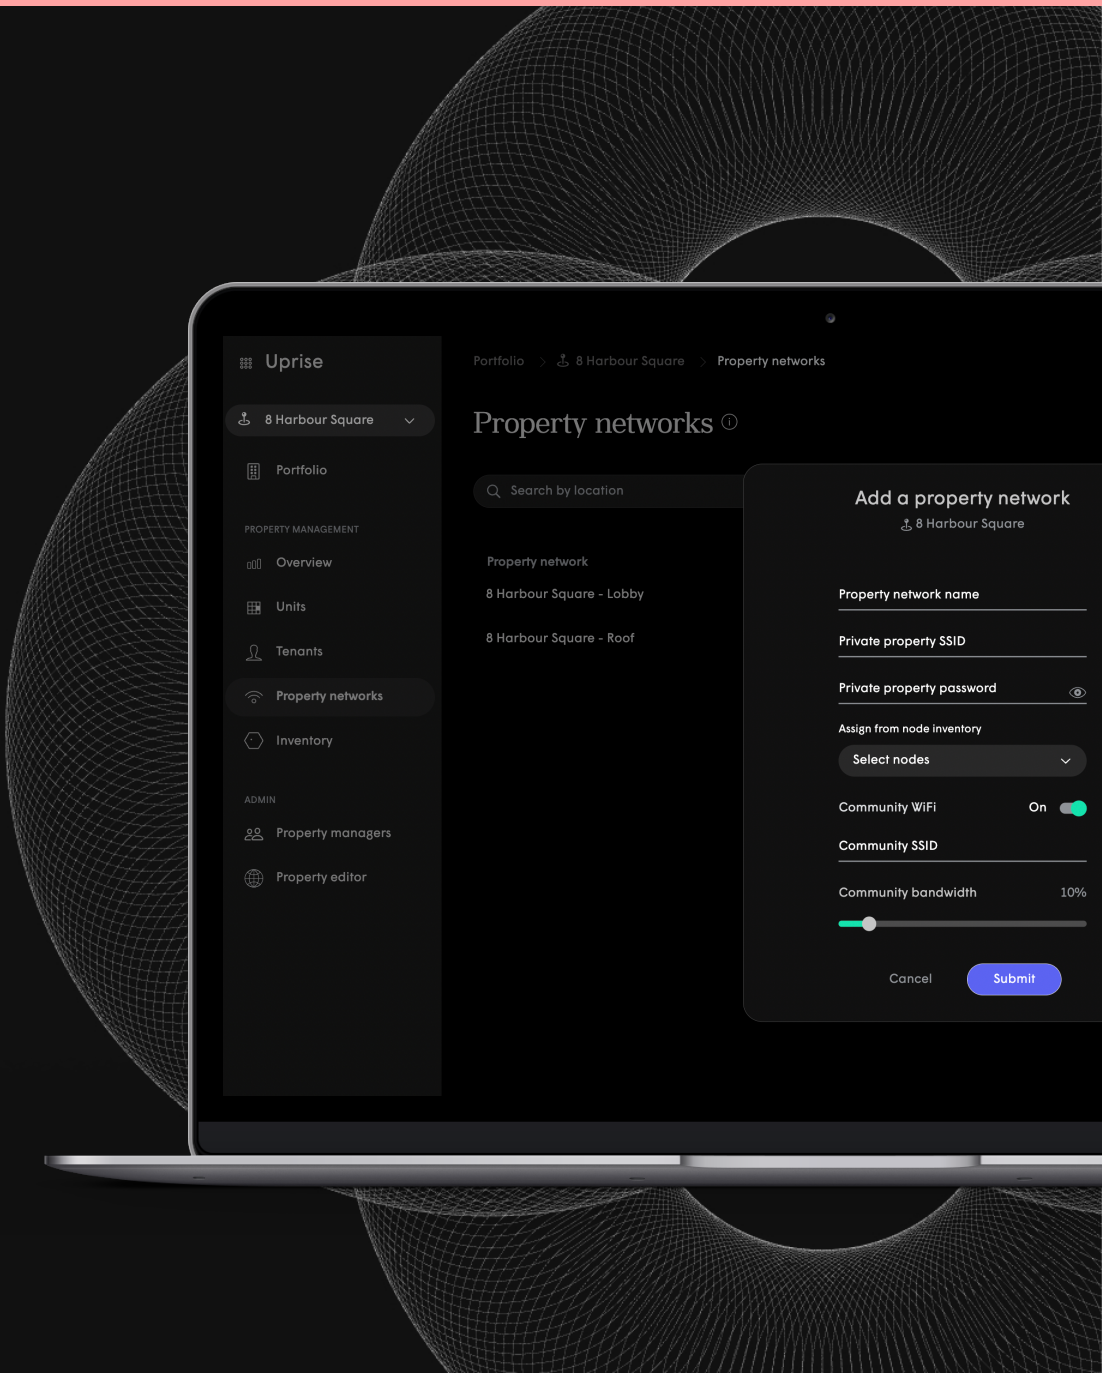 Uprise
8 Harbour Square
Portfolio
PROPERTY MANAGEMENT
Overview
Units
Tenants
Property networks
Inventory
ADMIN
Property managers
Property editor
Portfolio 8 Harbour Square Property networks
Property networks
Search by location
Property network
8 Harbour Square - Lobby
8 Harbour Square - Roof
Add a property network
8 Harbour Square
Property network name
Private property SSID
Private property password
Assign from node inventory
Select nodes
Community WiFi On
Community SSID
Community bandwidth 10%
Cancel Submit